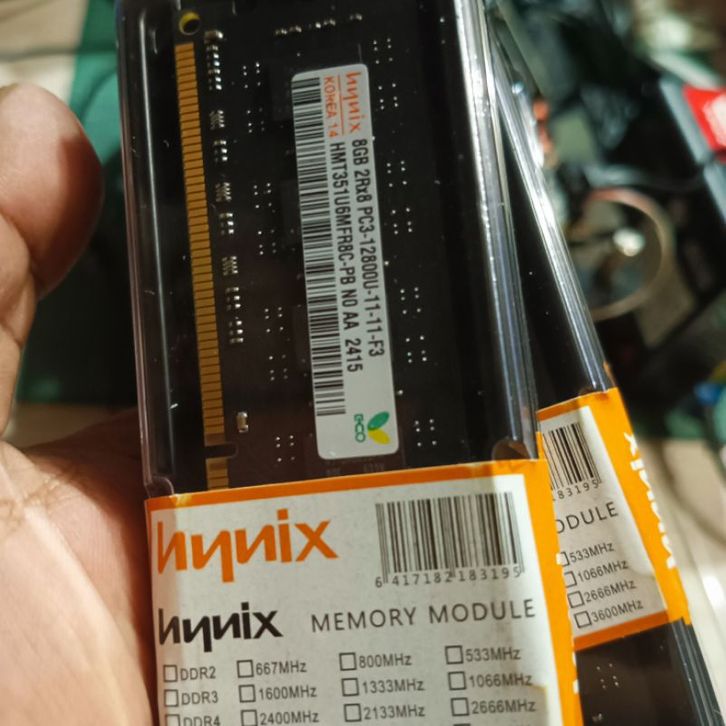 hynix
KOREA 14
8GB 2Rx8 PC3-12800U-11-11-F3
HMT351U6MFR8C-PB N0 AA 2415
ECO
hynix
6 417182 183195
hynix MEMORY MODULE
DDR2 667MHz 800MHz 533MHz
DDR3 1600MHz 1333MHz 1066MHz
DDR4 2400MHz 2133MHz 2666MHz
183195
DULE
533MHz
1066MHz
2666MHz
3600MHz